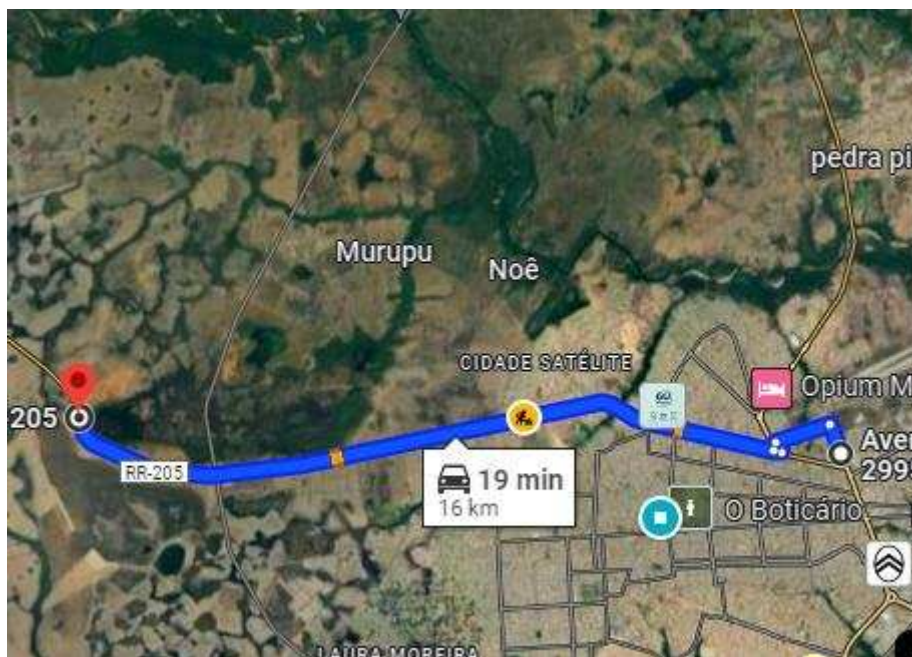 pedra pi
Murupu
Noê
CIDADE SATÉLITE
Opium M
205
RR-205
19 min
16 km
Aver
299
O Boticário
LAURA MOREIRA